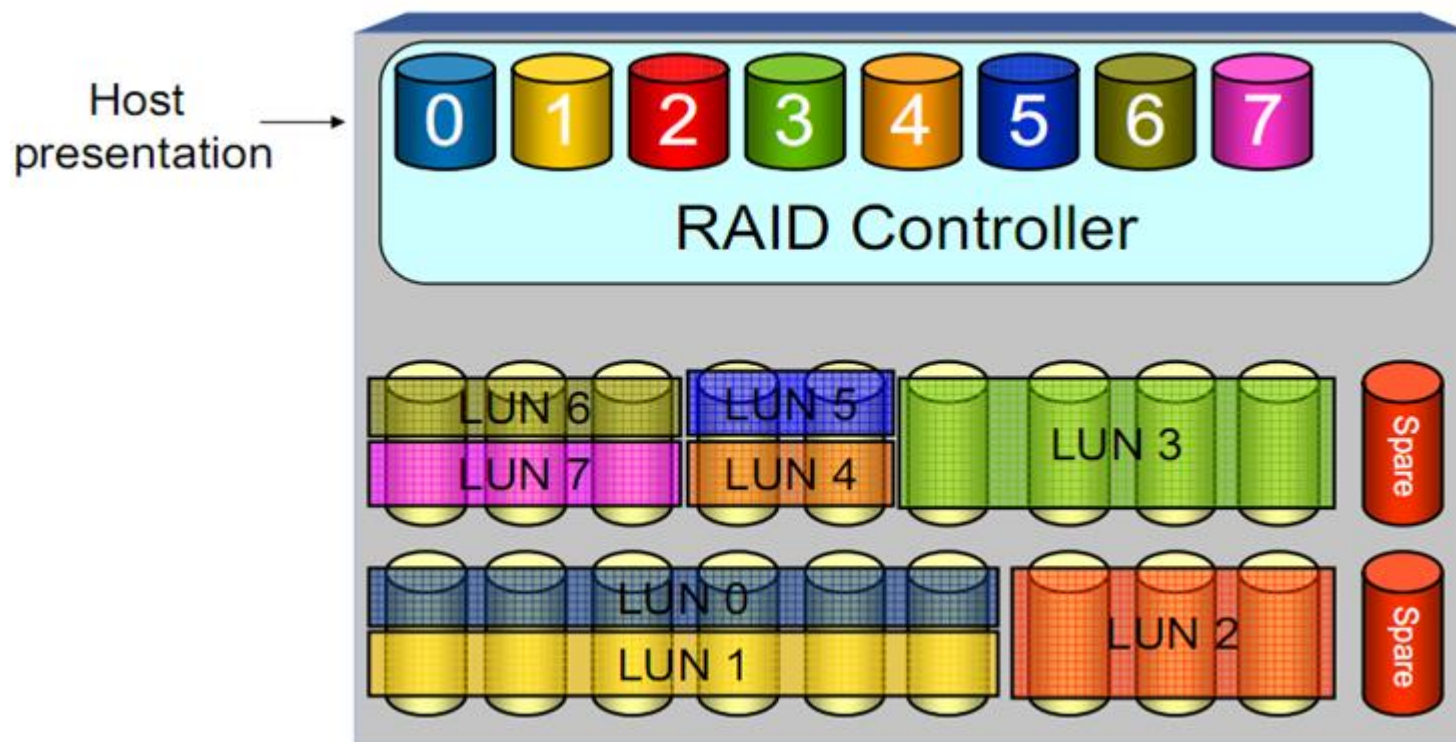 Host
presentation
0 1 2 3 4 5 6 7
RAID Controller
LUN 6
LUN 5
LUN 3
LUN 7
LUN 4
Spare
LUN 0
LUN 2
LUN 1
Spare